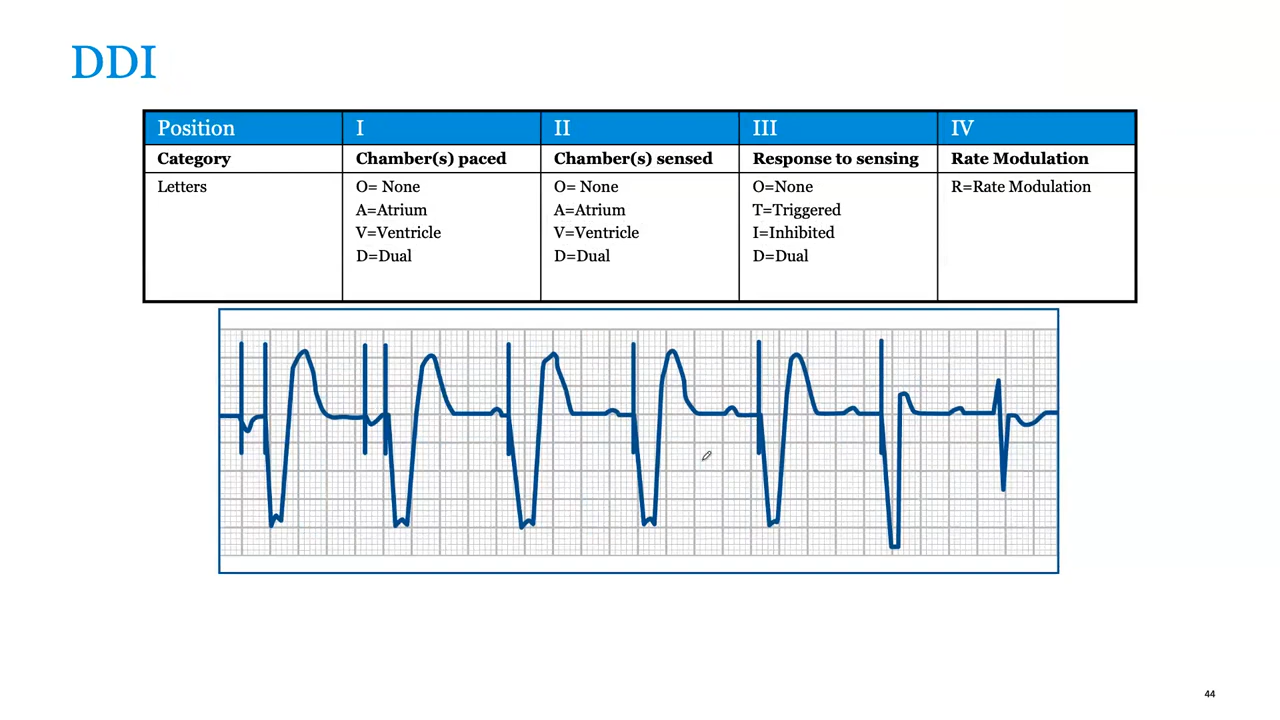 DDI
Position I II III IV
Category Chamber(s) paced Chamber(s) sensed Response to sensing Rate Modulation
Letters O= None O= None O=None R=Rate Modulation
A=Atrium A=Atrium T=Triggered
V=Ventricle V=Ventricle I=Inhibited
D=Dual D=Dual D=Dual
44